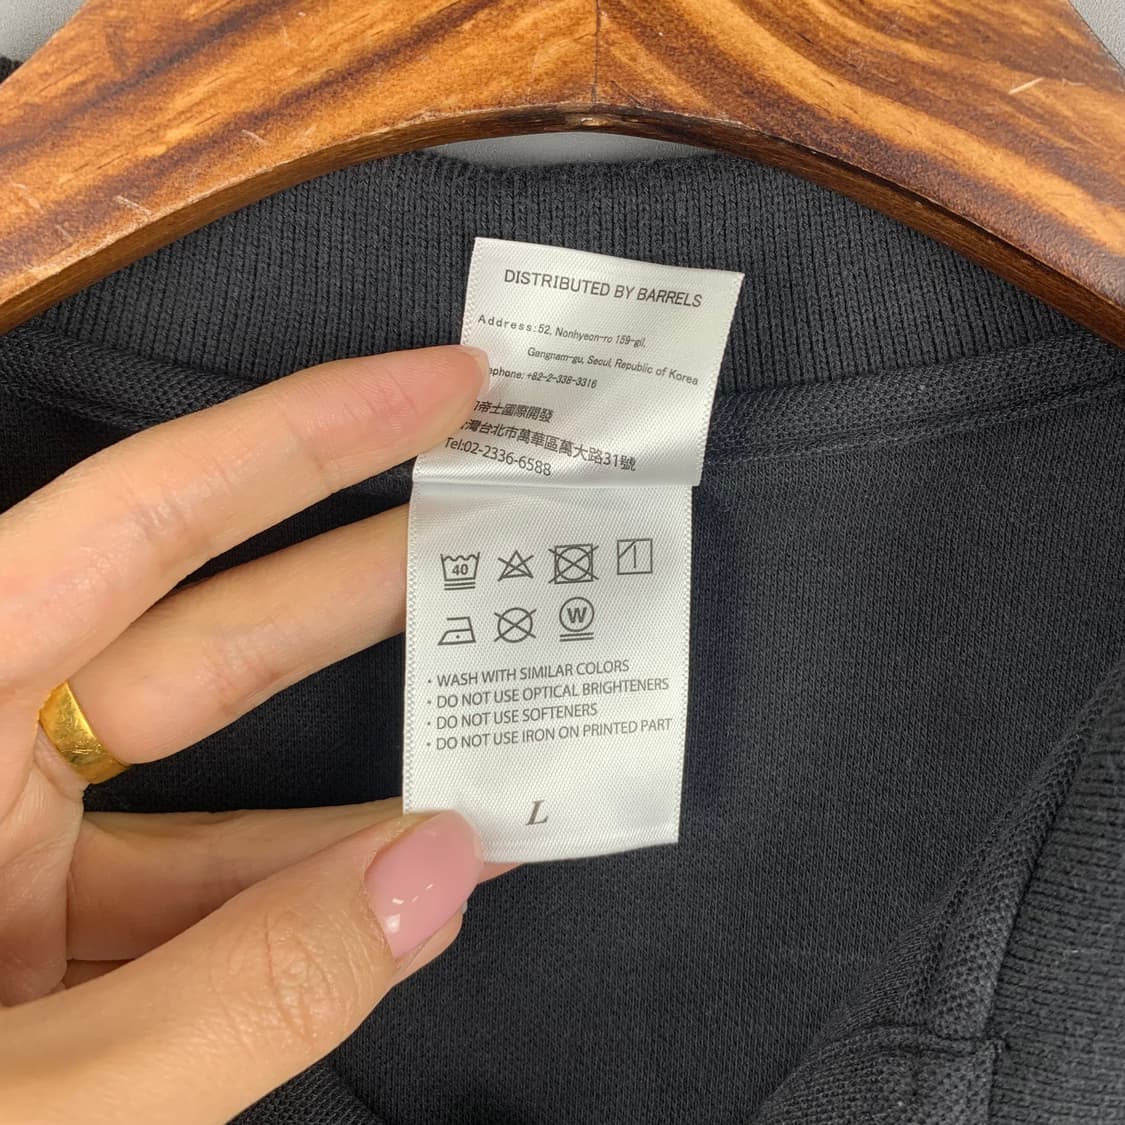 DISTRIBUTED BY BARRELS
Address:52, Nonhyeon-ro 159-gil,
Gangnam-gu, Seoul, Republic of Korea
+82-2-338-3316
帝士國際開發
灣台北市萬華區萬大路31號
Tel:02-2336-6588
40
W
• WASH WITH SIMILAR COLORS
• DO NOT USE OPTICAL BRIGHTENERS
• DO NOT USE SOFTENERS
• DO NOT USE IRON ON PRINTED PART
L